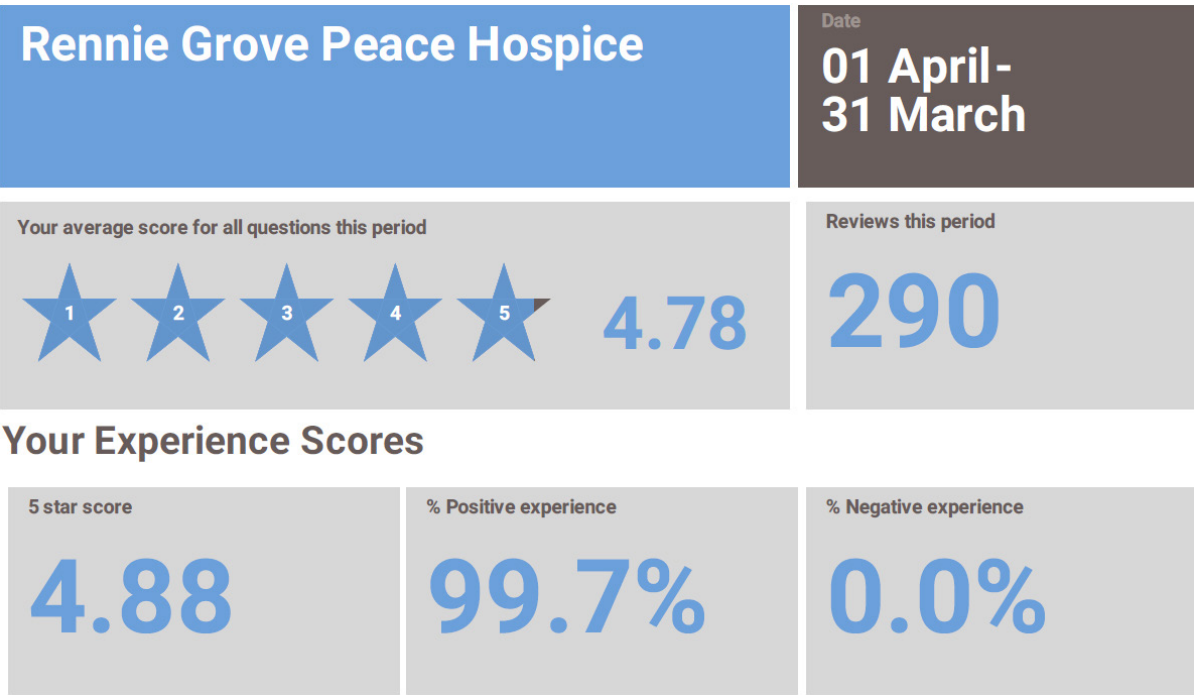 Rennie Grove Peace Hospice
Date
01 April-
31 March
Your average score for all questions this period
1 2 3 4 5
4.78
Reviews this period
290
Your Experience Scores
5 star score
4.88
% Positive experience
99.7%
% Negative experience
0.0%